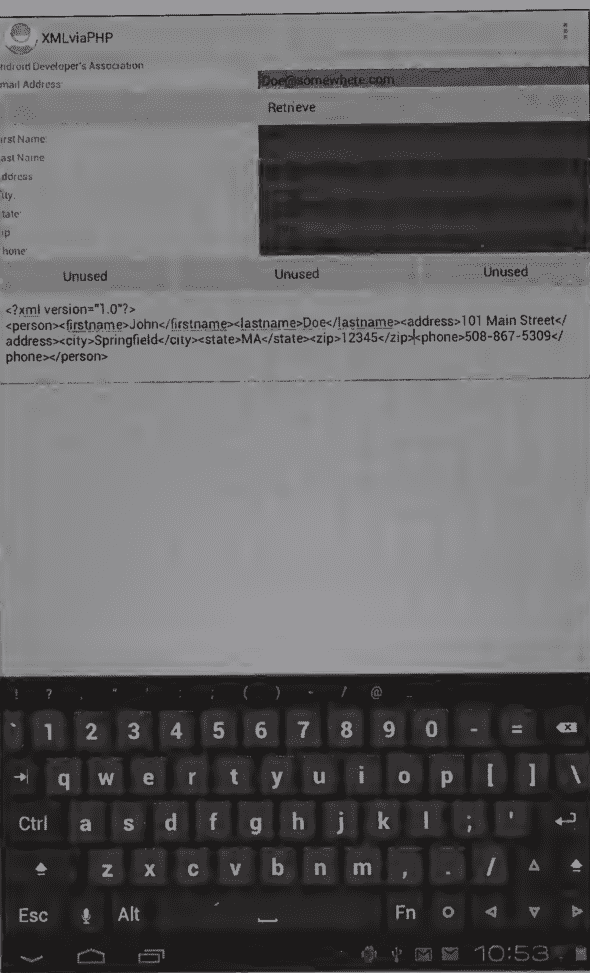 XMLviaPHP
ndroid Developer's Association
mail Address
Doe@somewhere.com
Retrieve
irst Name:
ast Name
ddress
ity.
tate
ip
hone
Unused Unused Unused
<?xml version="1.0"?>
<person><firstname>John</firstname><lastname>Doe</lastname><address>101 Main Street</
address><city>Springfield</city><state>MA</state><zip>12345</zip><phone>508-867-5309</
phone></person>
! ? , " ' : ; ( ) - / @ _
` 1 2 3 4 5 6 7 8 9 0 - =
q w e r t y u i o p [ ] \
Ctrl a s d f g h j k l ; '
z x c v b n m , . /
Esc Alt Fn
10:53